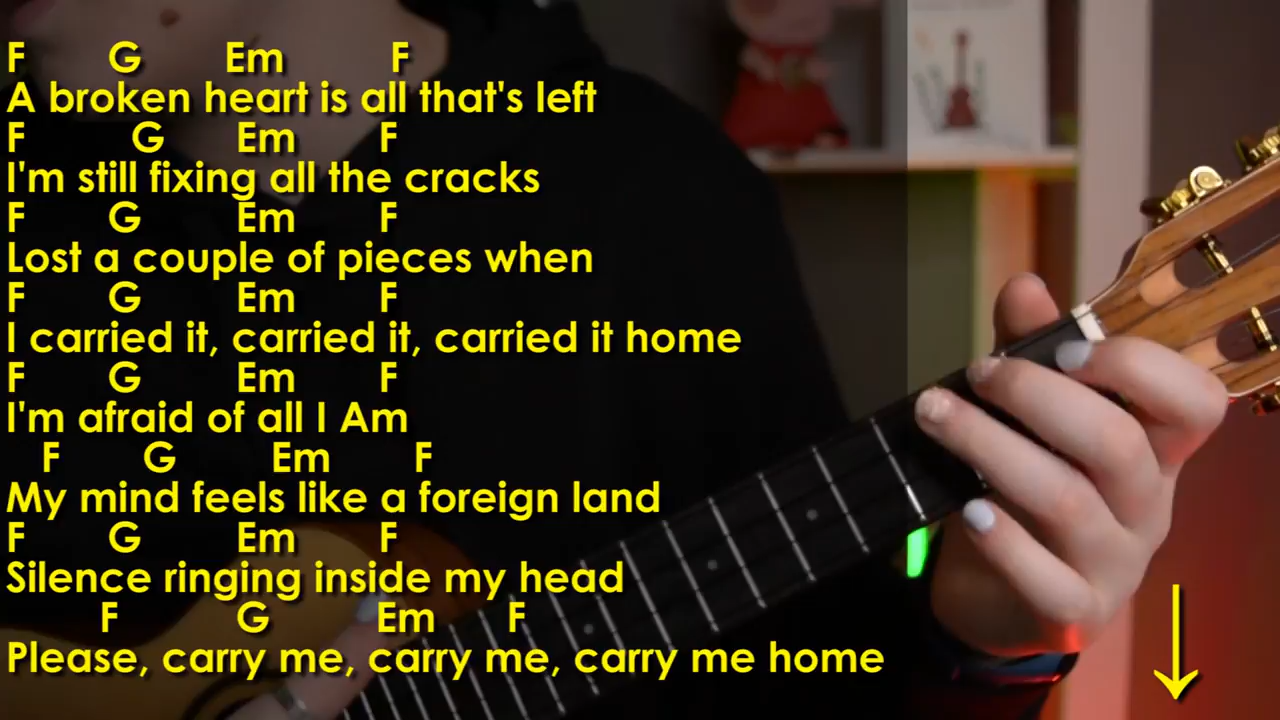 F G Em F
A broken heart is all that's left
F G Em F
I'm still fixing all the cracks
F G Em F
Lost a couple of pieces when
F G Em F
I carried it, carried it, carried it home
F G Em F
I'm afraid of all I Am
F G Em F
My mind feels like a foreign land
F G Em F
Silence ringing inside my head
F G Em F
Please, carry me, carry me, carry me home